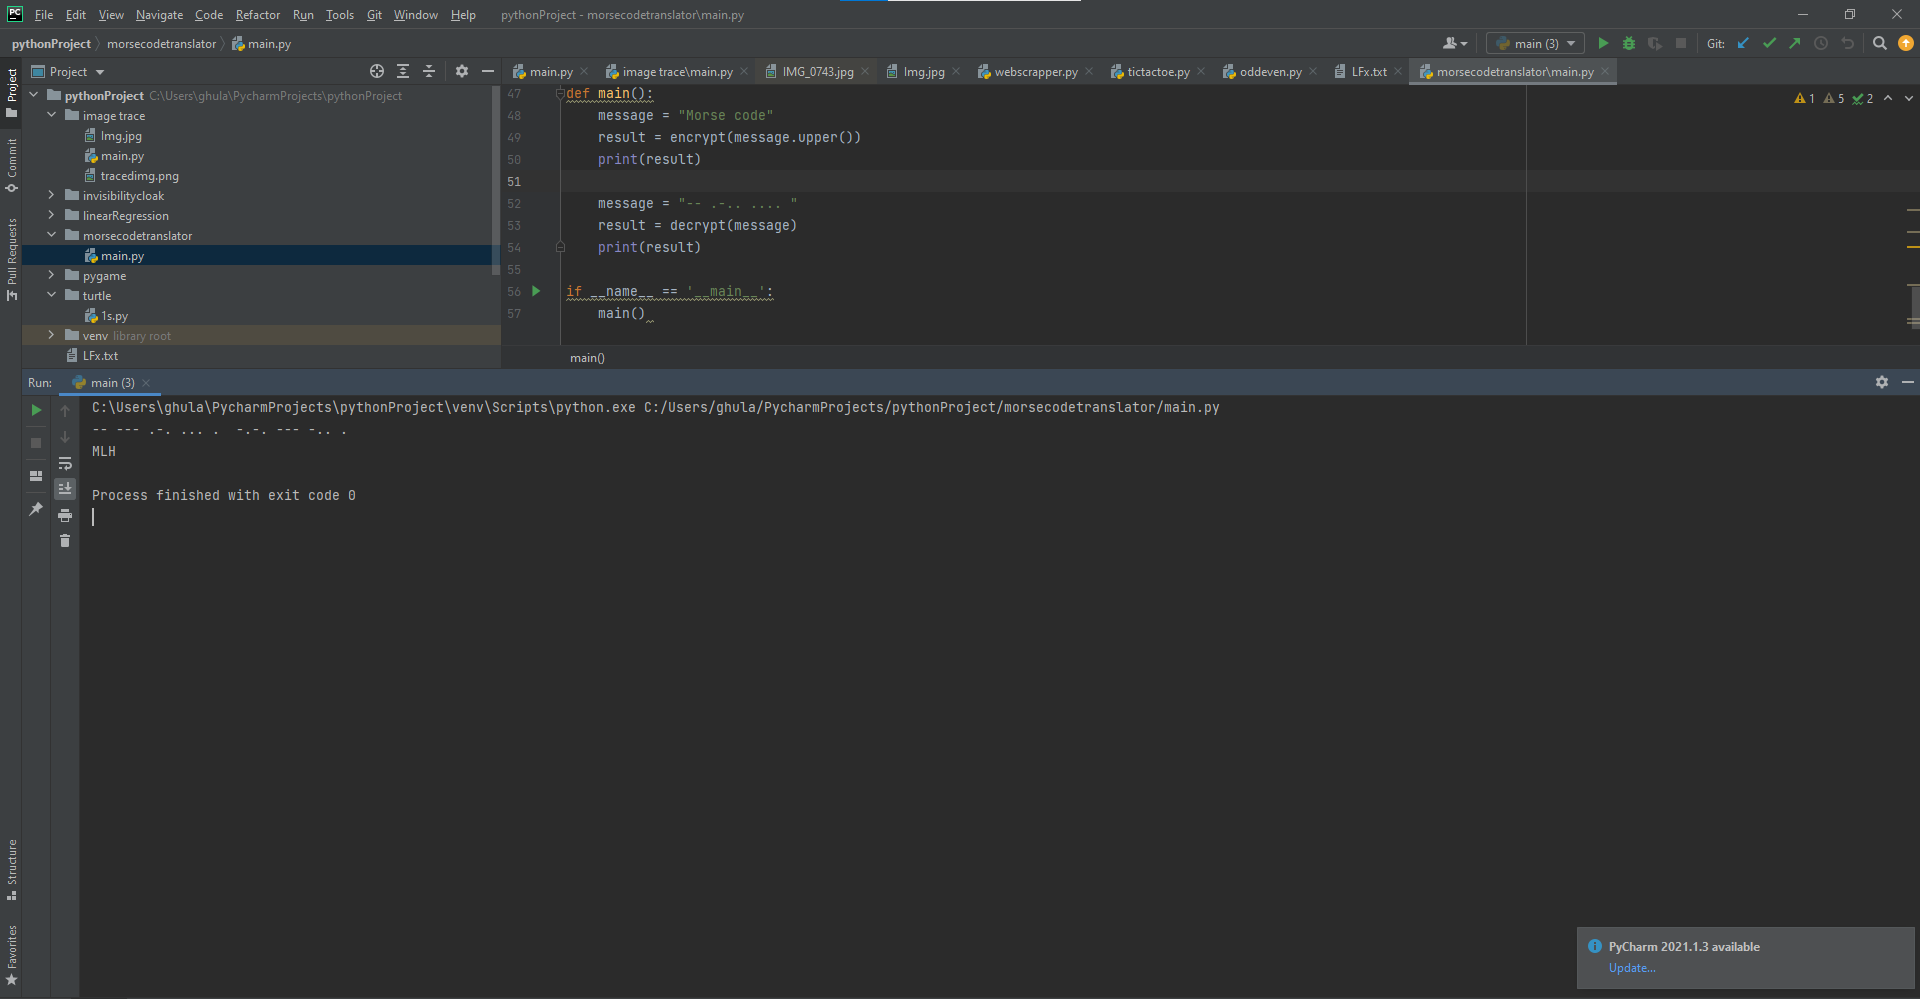 PC File Edit View Navigate Code Refactor Run Tools Git Window Help pythonProject - morsecodetranslator\main.py
pythonProject morsecodetranslator main.py main (3) Git:
Project main.py image trace\main.py IMG_0743.jpg Img.jpg webscrapper.py tictactoe.py oddeven.py LFx.txt morsecodetranslator\main.py
Project
Commit
Pull Requests
Structure
Favorites
pythonProject C:\Users\ghula\PycharmProjects\pythonProject
image trace
Img.jpg
main.py
tracedimg.png
invisibilitycloak
linearRegression
morsecodetranslator
main.py
pygame
turtle
1s.py
venv library root
LFx.txt
1 5 2
47 def main():
48 message = "Morse code"
49 result = encrypt(message.upper())
50 print(result)
51
52 message = "-- .-.. .... "
53 result = decrypt(message)
54 print(result)
55
56 if __name__ == '__main__':
57 main()
main()
Run: main (3)
C:\Users\ghula\PycharmProjects\pythonProject\venv\Scripts\python.exe C:/Users/ghula/PycharmProjects/pythonProject/morsecodetranslator/main.py
-- --- .-. ... .  -.-. --- -.. .
MLH
Process finished with exit code 0
PyCharm 2021.1.3 available
Update...